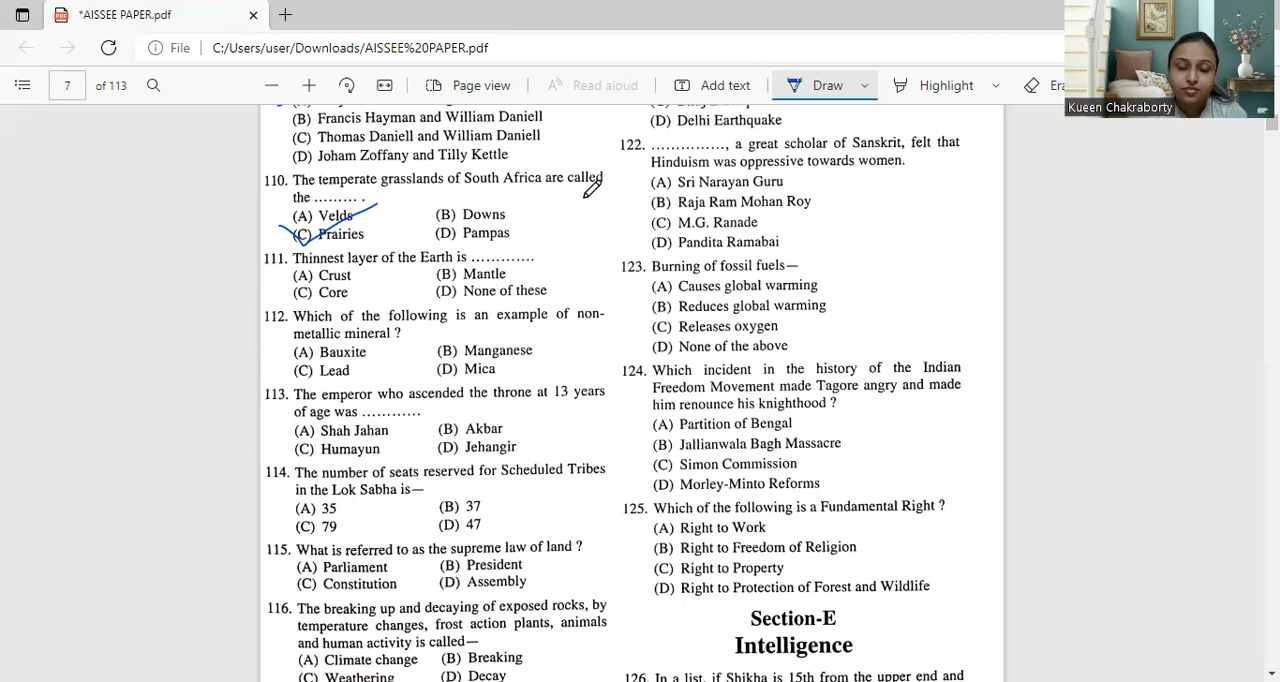 *AISSEE PAPER.pdf
File
C:/Users/user/Downloads/AISSEE%20PAPER.pdf
7
of 113
Page view
Read aloud
Add text
Draw
Highlight
Kueen Chakraborty
(B) Francis Hayman and William Daniell
(C) Thomas Daniell and William Daniell
(D) Joham Zoffany and Tilly Kettle
110. The temperate grasslands of South Africa are called
the ......... .
(A) Velds (B) Downs
(C) Prairies (D) Pampas
111. Thinnest layer of the Earth is .............
(A) Crust (B) Mantle
(C) Core (D) None of these
112. Which of the following is an example of non-
metallic mineral ?
(A) Bauxite (B) Manganese
(C) Lead (D) Mica
113. The emperor who ascended the throne at 13 years
of age was ............
(A) Shah Jahan (B) Akbar
(C) Humayun (D) Jehangir
114. The number of seats reserved for Scheduled Tribes
in the Lok Sabha is—
(A) 35 (B) 37
(C) 79 (D) 47
115. What is referred to as the supreme law of land ?
(A) Parliament (B) President
(C) Constitution (D) Assembly
116. The breaking up and decaying of exposed rocks, by
temperature changes, frost action plants, animals
and human activity is called—
(A) Climate change (B) Breaking
(C) Weathering (D) Decay
(D) Delhi Earthquake
122. ..............., a great scholar of Sanskrit, felt that
Hinduism was oppressive towards women.
(A) Sri Narayan Guru
(B) Raja Ram Mohan Roy
(C) M.G. Ranade
(D) Pandita Ramabai
123. Burning of fossil fuels—
(A) Causes global warming
(B) Reduces global warming
(C) Releases oxygen
(D) None of the above
124. Which incident in the history of the Indian
Freedom Movement made Tagore angry and made
him renounce his knighthood ?
(A) Partition of Bengal
(B) Jallianwala Bagh Massacre
(C) Simon Commission
(D) Morley-Minto Reforms
125. Which of the following is a Fundamental Right ?
(A) Right to Work
(B) Right to Freedom of Religion
(C) Right to Property
(D) Right to Protection of Forest and Wildlife
Section-E
Intelligence
126. In a list, if Shikha is 15th from the upper end and